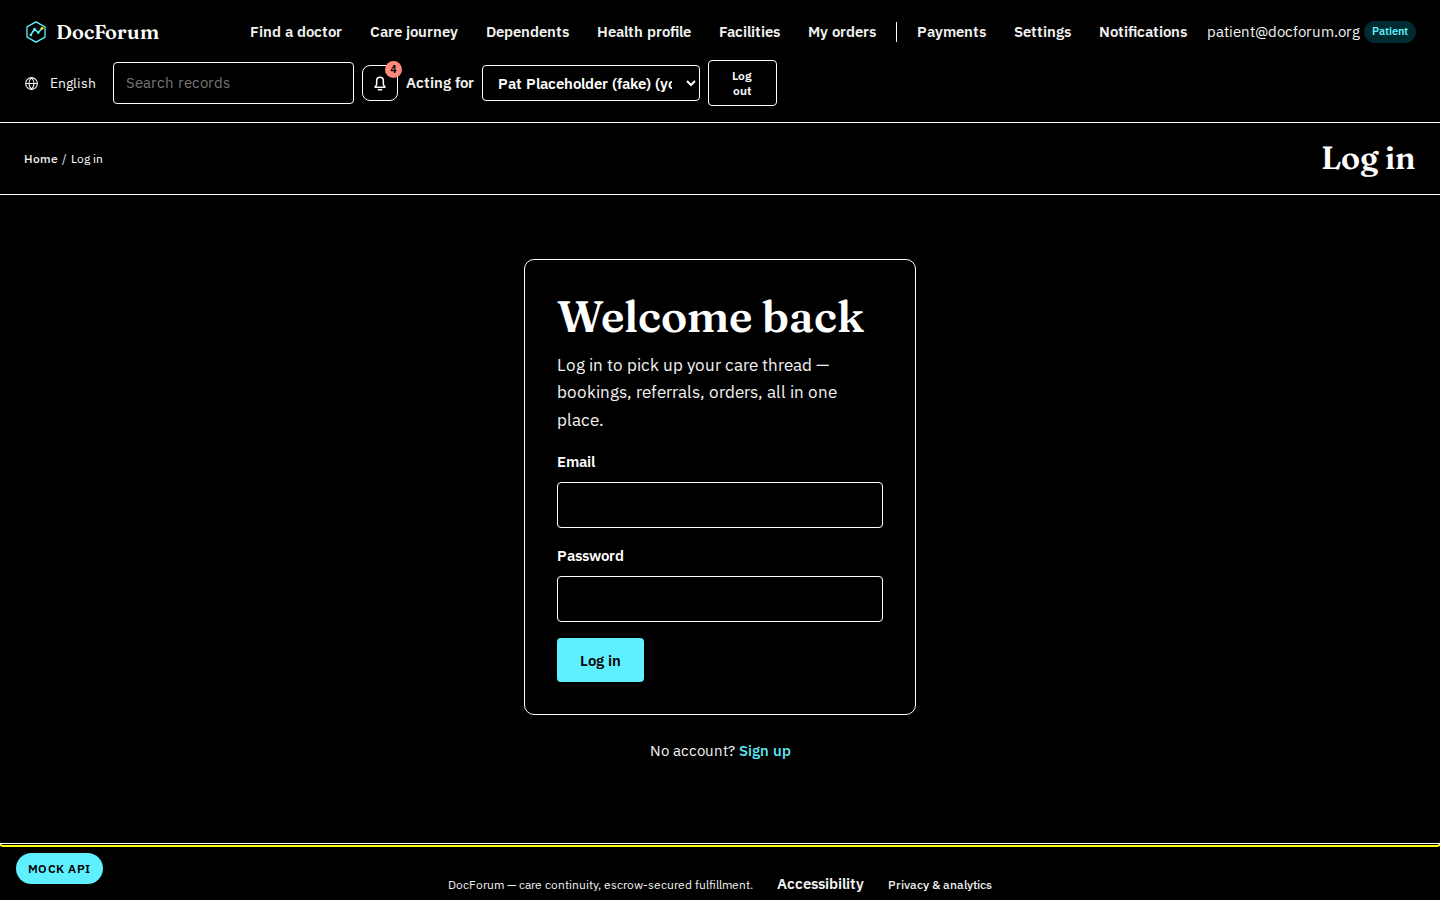 DocForum
Find a doctor
Care journey
Dependents
Health profile
Facilities
My orders
Payments
Settings
Notifications
patient@docforum.org
Patient
English
Search records
4
Acting for
Pat Placeholder (fake) (yo
Log
out
Home / Log in
Log in
Welcome back
Log in to pick up your care thread —
bookings, referrals, orders, all in one
place.
Email
Password
Log in
No account? Sign up
MOCK API
DocForum — care continuity, escrow-secured fulfillment.
Accessibility
Privacy & analytics